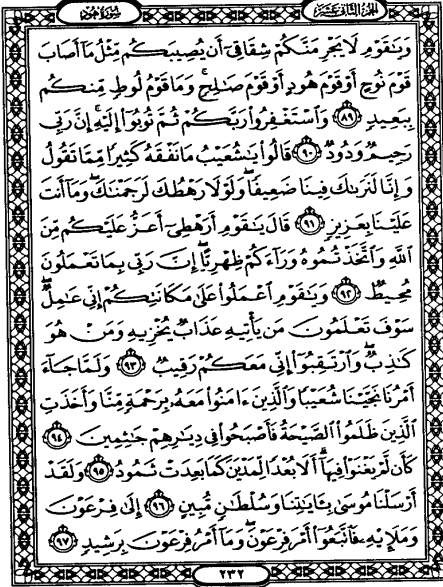 الجزء الثاني عشر
سورة هود
وَيَٰقَوْمِ لَا يَجْرِمَنَّكُمْ شِقَاقِىٓ أَن يُصِيبَكُم مِّثْلُ مَآ أَصَابَ
قَوْمَ نُوحٍ أَوْ قَوْمَ هُودٍ أَوْ قَوْمَ صَٰلِحٍ ۚ وَمَا قَوْمُ لُوطٍ مِّنكُم
بِبَعِيدٍ ٨٩ وَٱسْتَغْفِرُوا۟ رَبَّكُمْ ثُمَّ تُوبُوٓا۟ إِلَيْهِ ۚ إِنَّ رَبِّى
رَحِيمٌ وَدُودٌ ٩٠ قَالُوا۟ يَٰشُعَيْبُ مَا نَفْقَهُ كَثِيرًا مِّمَّا تَقُولُ
وَإِنَّا لَنَرَىٰكَ فِينَا ضَعِيفًا ۖ وَلَوْلَا رَهْطُكَ لَرَجَمْنَٰكَ ۖ وَمَآ أَنتَ
عَلَيْنَا بِعَزِيزٍ ٩١ قَالَ يَٰقَوْمِ أَرَهْطِىٓ أَعَزُّ عَلَيْكُم مِّنَ
ٱللَّهِ وَٱتَّخَذْتُمُوهُ وَرَآءَكُمْ ظِهْرِيًّا ۖ إِنَّ رَبِّى بِمَا تَعْمَلُونَ
مُحِيطٌ ٩٢ وَيَٰقَوْمِ ٱعْمَلُوا۟ عَلَىٰ مَكَانَتِكُمْ إِنِّى عَٰمِلٌ ۖ
سَوْفَ تَعْلَمُونَ مَن يَأْتِيهِ عَذَابٌ يُخْزِيهِ وَمَنْ هُوَ
كَٰذِبٌ ۖ وَٱرْتَقِبُوٓا۟ إِنِّى مَعَكُمْ رَقِيبٌ ٩٣ وَلَمَّا جَآءَ
أَمْرُنَا نَجَّيْنَا شُعَيْبًا وَٱلَّذِينَ ءَامَنُوا۟ مَعَهُۥ بِرَحْمَةٍ مِّنَّا وَأَخَذَتِ
ٱلَّذِينَ ظَلَمُوا۟ ٱلصَّيْحَةُ فَأَصْبَحُوا۟ فِى دِيَٰرِهِمْ جَٰثِمِينَ ٩٤
كَأَن لَّمْ يَغْنَوْا۟ فِيهَآ ۗ أَلَا بُعْدًا لِّمَدْيَنَ كَمَا بَعِدَتْ ثَمُودُ ٩٥ وَلَقَدْ
أَرْسَلْنَا مُوسَىٰ بِـَٔايَٰتِنَا وَسُلْطَٰنٍ مُّبِينٍ ٩٦ إِلَىٰ فِرْعَوْنَ
وَمَلَإِي۟هِۦ فَٱتَّبَعُوٓا۟ أَمْرَ فِرْعَوْنَ ۖ وَمَآ أَمْرُ فِرْعَوْنَ بِرَشِيدٍ ٩٧
٢٣٢